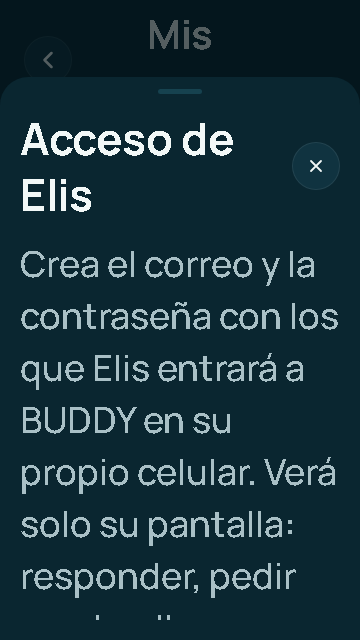 Mis
Acceso de
Elis
Crea el correo y la
contraseña con los
que Elis entrará a
BUDDY en su
propio celular. Verá
solo su pantalla:
responder, pedir